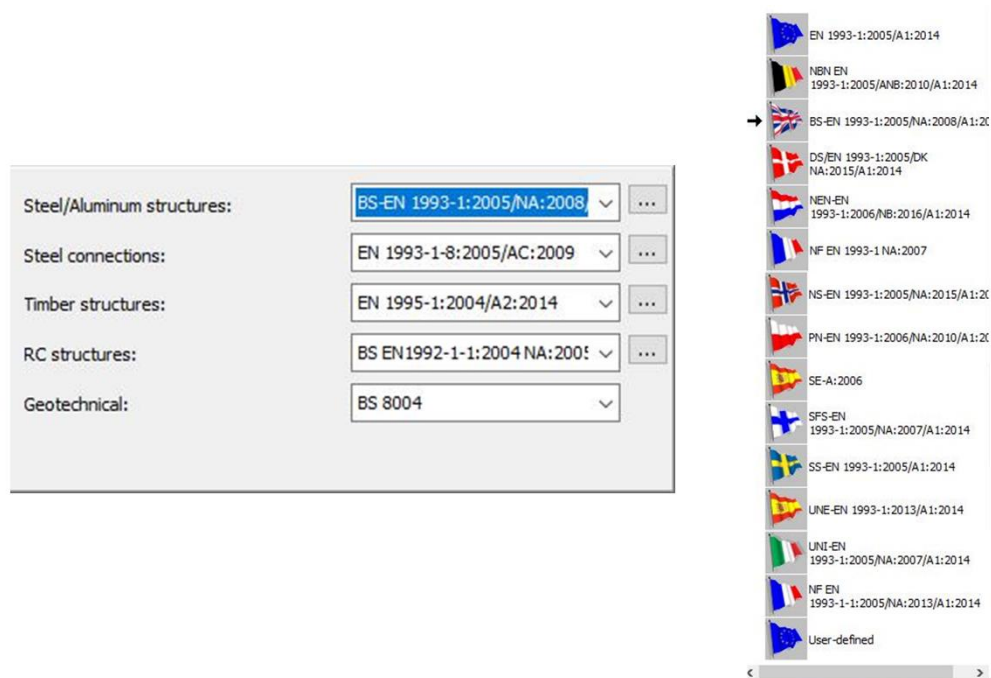 Steel/Aluminum structures: BS-EN 1993-1:2005/NA:2008/ ...
Steel connections: EN 1993-1-8:2005/AC:2009 ...
Timber structures: EN 1995-1:2004/A2:2014 ...
RC structures: BS EN1992-1-1:2004 NA:2005 ...
Geotechnical: BS 8004
EN 1993-1:2005/A1:2014
NBN EN
1993-1:2005/ANB:2010/A1:2014
BS-EN 1993-1:2005/NA:2008/A1:20
DS/EN 1993-1:2005/DK
NA:2015/A1:2014
NEN-EN
1993-1:2006/NB:2016/A1:2014
NF EN 1993-1 NA:2007
NS-EN 1993-1:2005/NA:2015/A1:20
PN-EN 1993-1:2006/NA:2010/A1:20
SE-A:2006
SFS-EN
1993-1:2005/NA:2007/A1:2014
SS-EN 1993-1:2005/A1:2014
UNE-EN 1993-1:2013/A1:2014
UNI-EN
1993-1:2005/NA:2007/A1:2014
NF EN
1993-1-1:2005/NA:2013/A1:2014
User-defined